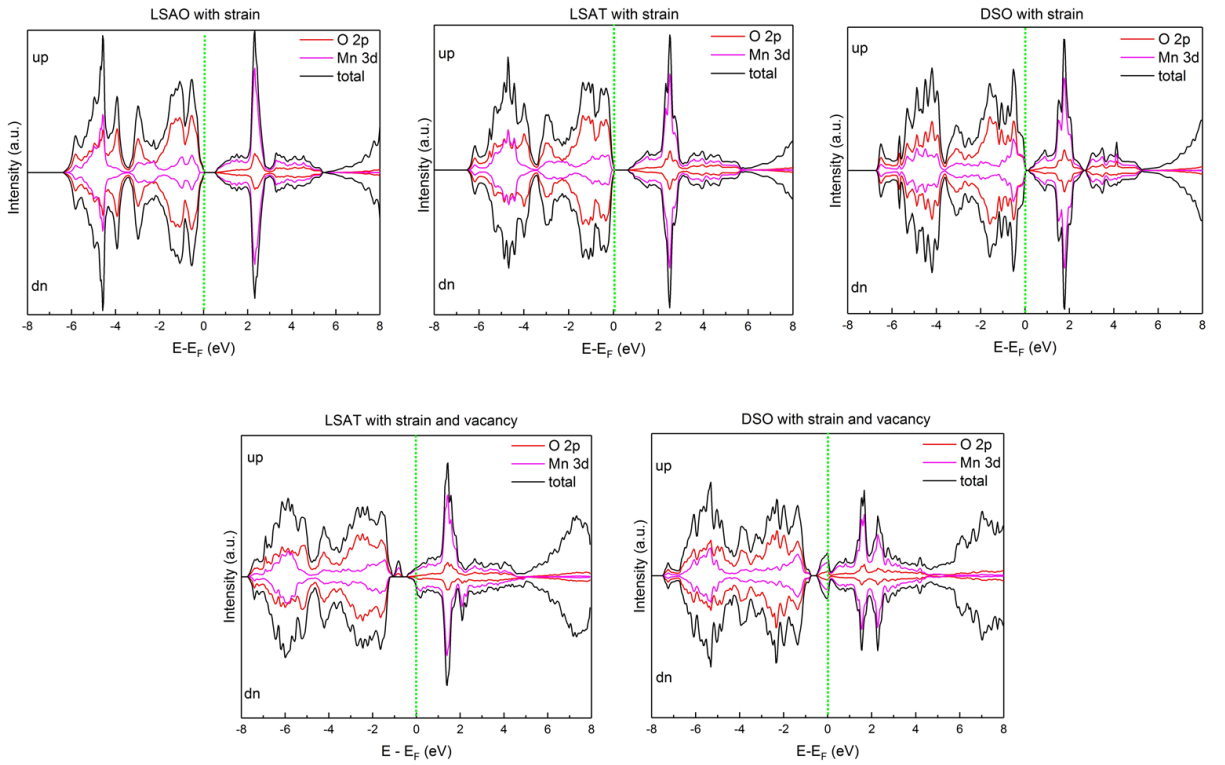 LSAO with strain
up
O 2p
Mn 3d
total
Intensity (a.u.)
dn
-8 -6 -4 -2 0 2 4 6 8
E-EF (eV)
LSAT with strain
up
O 2p
Mn 3d
total
Intensity (a.u.)
dn
-8 -6 -4 -2 0 2 4 6 8
E-EF (eV)
DSO with strain
up
O 2p
Mn 3d
total
Intensity (a.u.)
dn
-8 -6 -4 -2 0 2 4 6 8
E-EF (eV)
LSAT with strain and vacancy
up
O 2p
Mn 3d
total
Intensity (a.u.)
dn
-8 -6 -4 -2 0 2 4 6 8
E - EF (eV)
DSO with strain and vacancy
up
O 2p
Mn 3d
total
Intensity (a.u.)
dn
-8 -6 -4 -2 0 2 4 6 8
E-EF (eV)